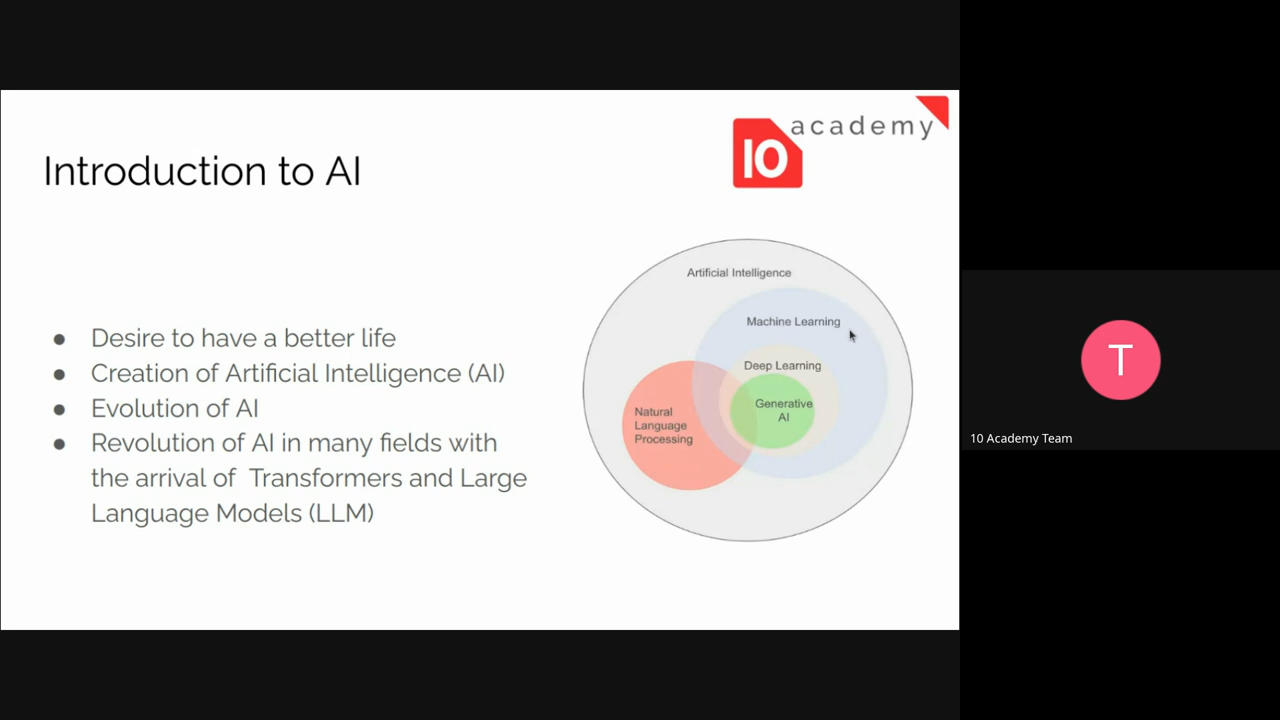 10 academy
Introduction to AI
● Desire to have a better life
● Creation of Artificial Intelligence (AI)
● Evolution of AI
● Revolution of AI in many fields with
the arrival of Transformers and Large
Language Models (LLM)
Artificial Intelligence
Machine Learning
Deep Learning
Generative
AI
Natural
Language
Processing
T
10 Academy Team